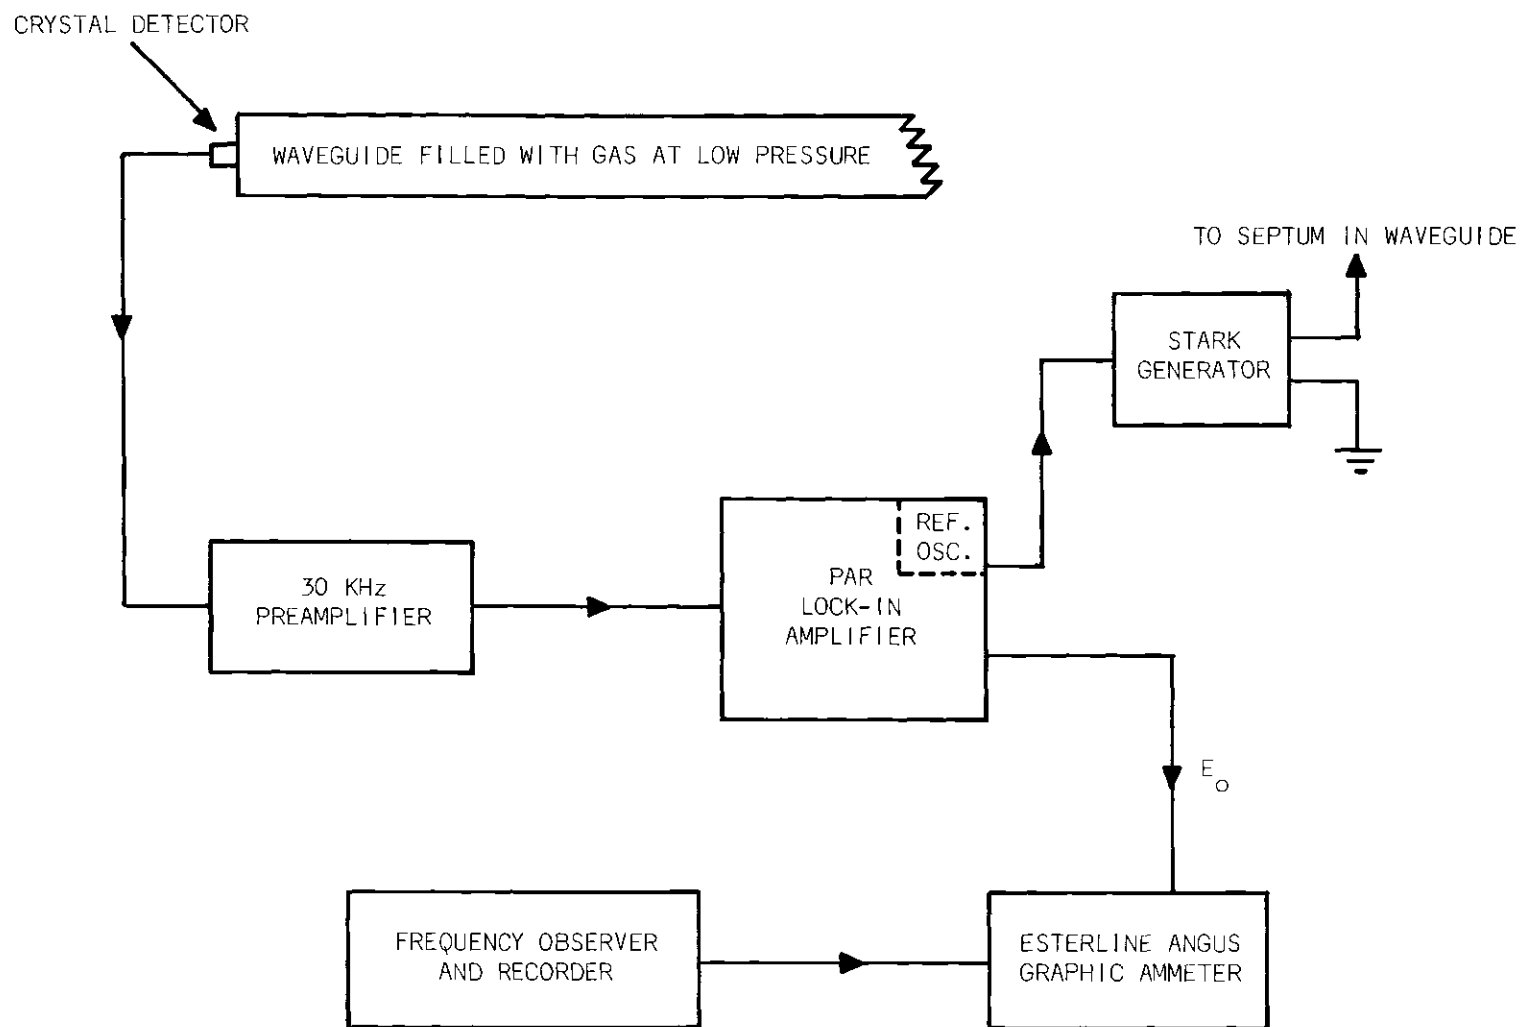 CRYSTAL DETECTOR
WAVEGUIDE FILLED WITH GAS AT LOW PRESSURE
TO SEPTUM IN WAVEGUIDE
STARK
GENERATOR
REF.
OSC.
PAR
LOCK-IN
AMPLIFIER
30 KHz
PREAMPLIFIER
E_O
FREQUENCY OBSERVER
AND RECORDER
ESTERLINE ANGUS
GRAPHIC AMMETER